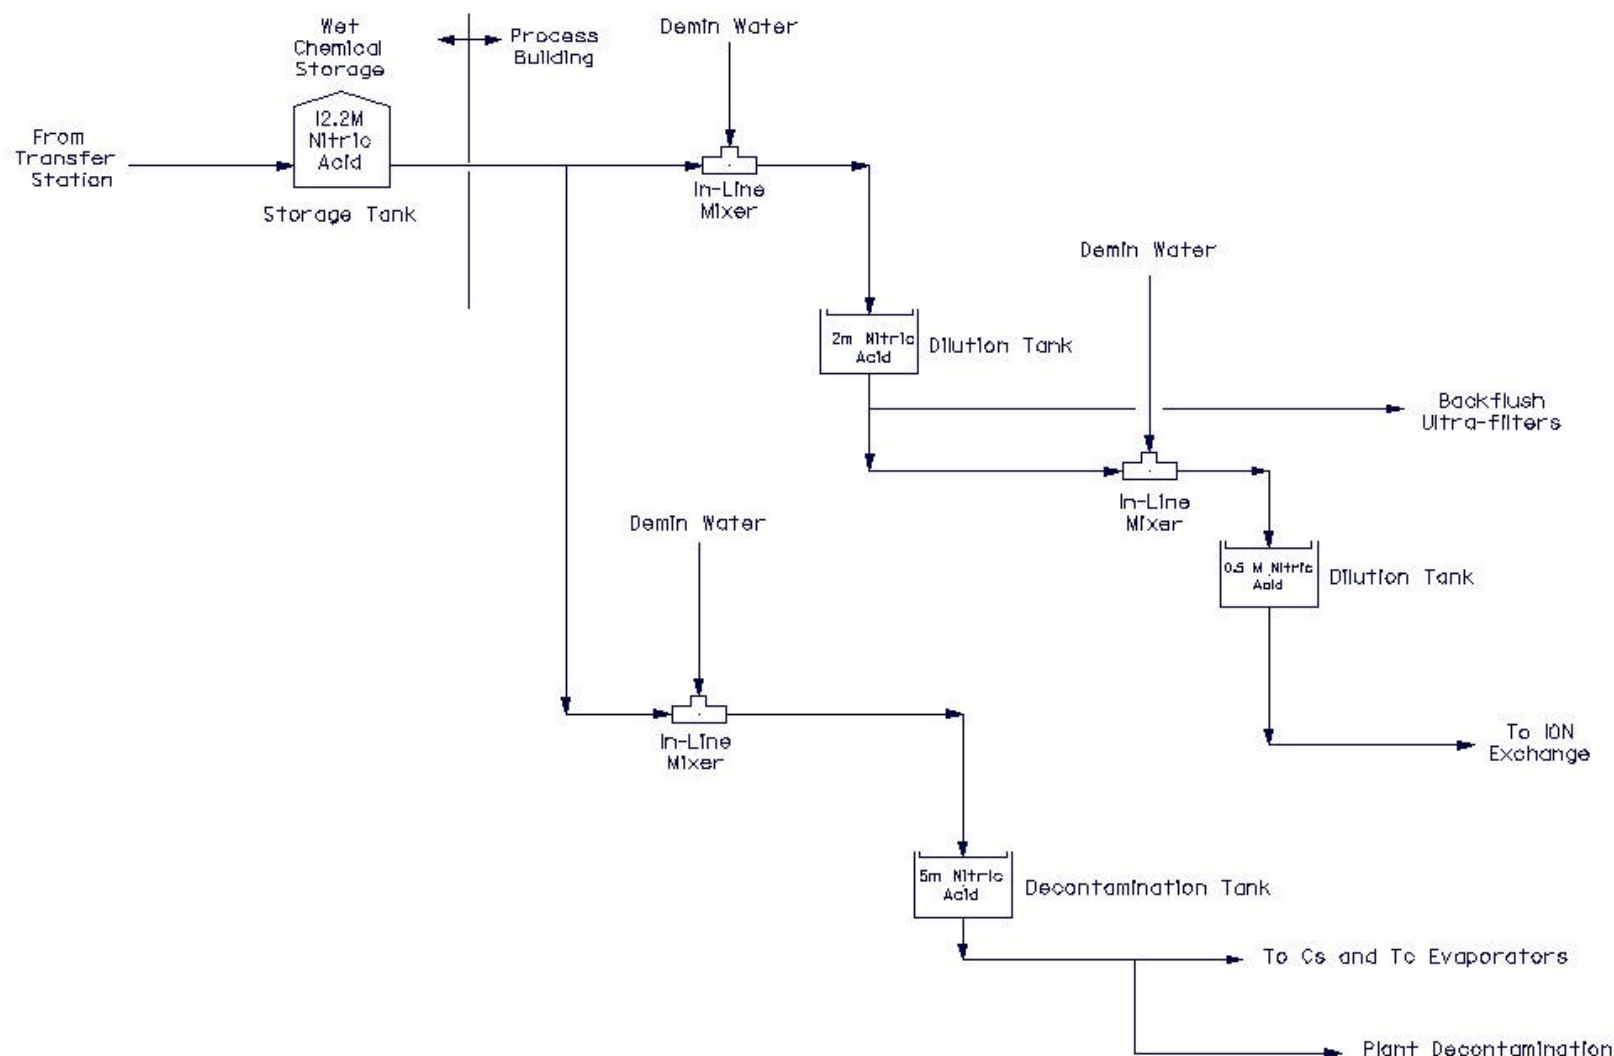 Wet
Chemical
Storage
Process
Building
Demin Water
12.2M
Nitric
Acid
From
Transfer
Station
Storage Tank
In-Line
Mixer
Demin Water
2m Nitric
Acid
Dilution Tank
Backflush
Ultra-filters
In-Line
Mixer
Demin Water
0.5 M Nitric
Acid
Dilution Tank
To ION
Exchange
In-Line
Mixer
5m Nitric
Acid
Decontamination Tank
To Cs and Tc Evaporators
Plant Decontamination